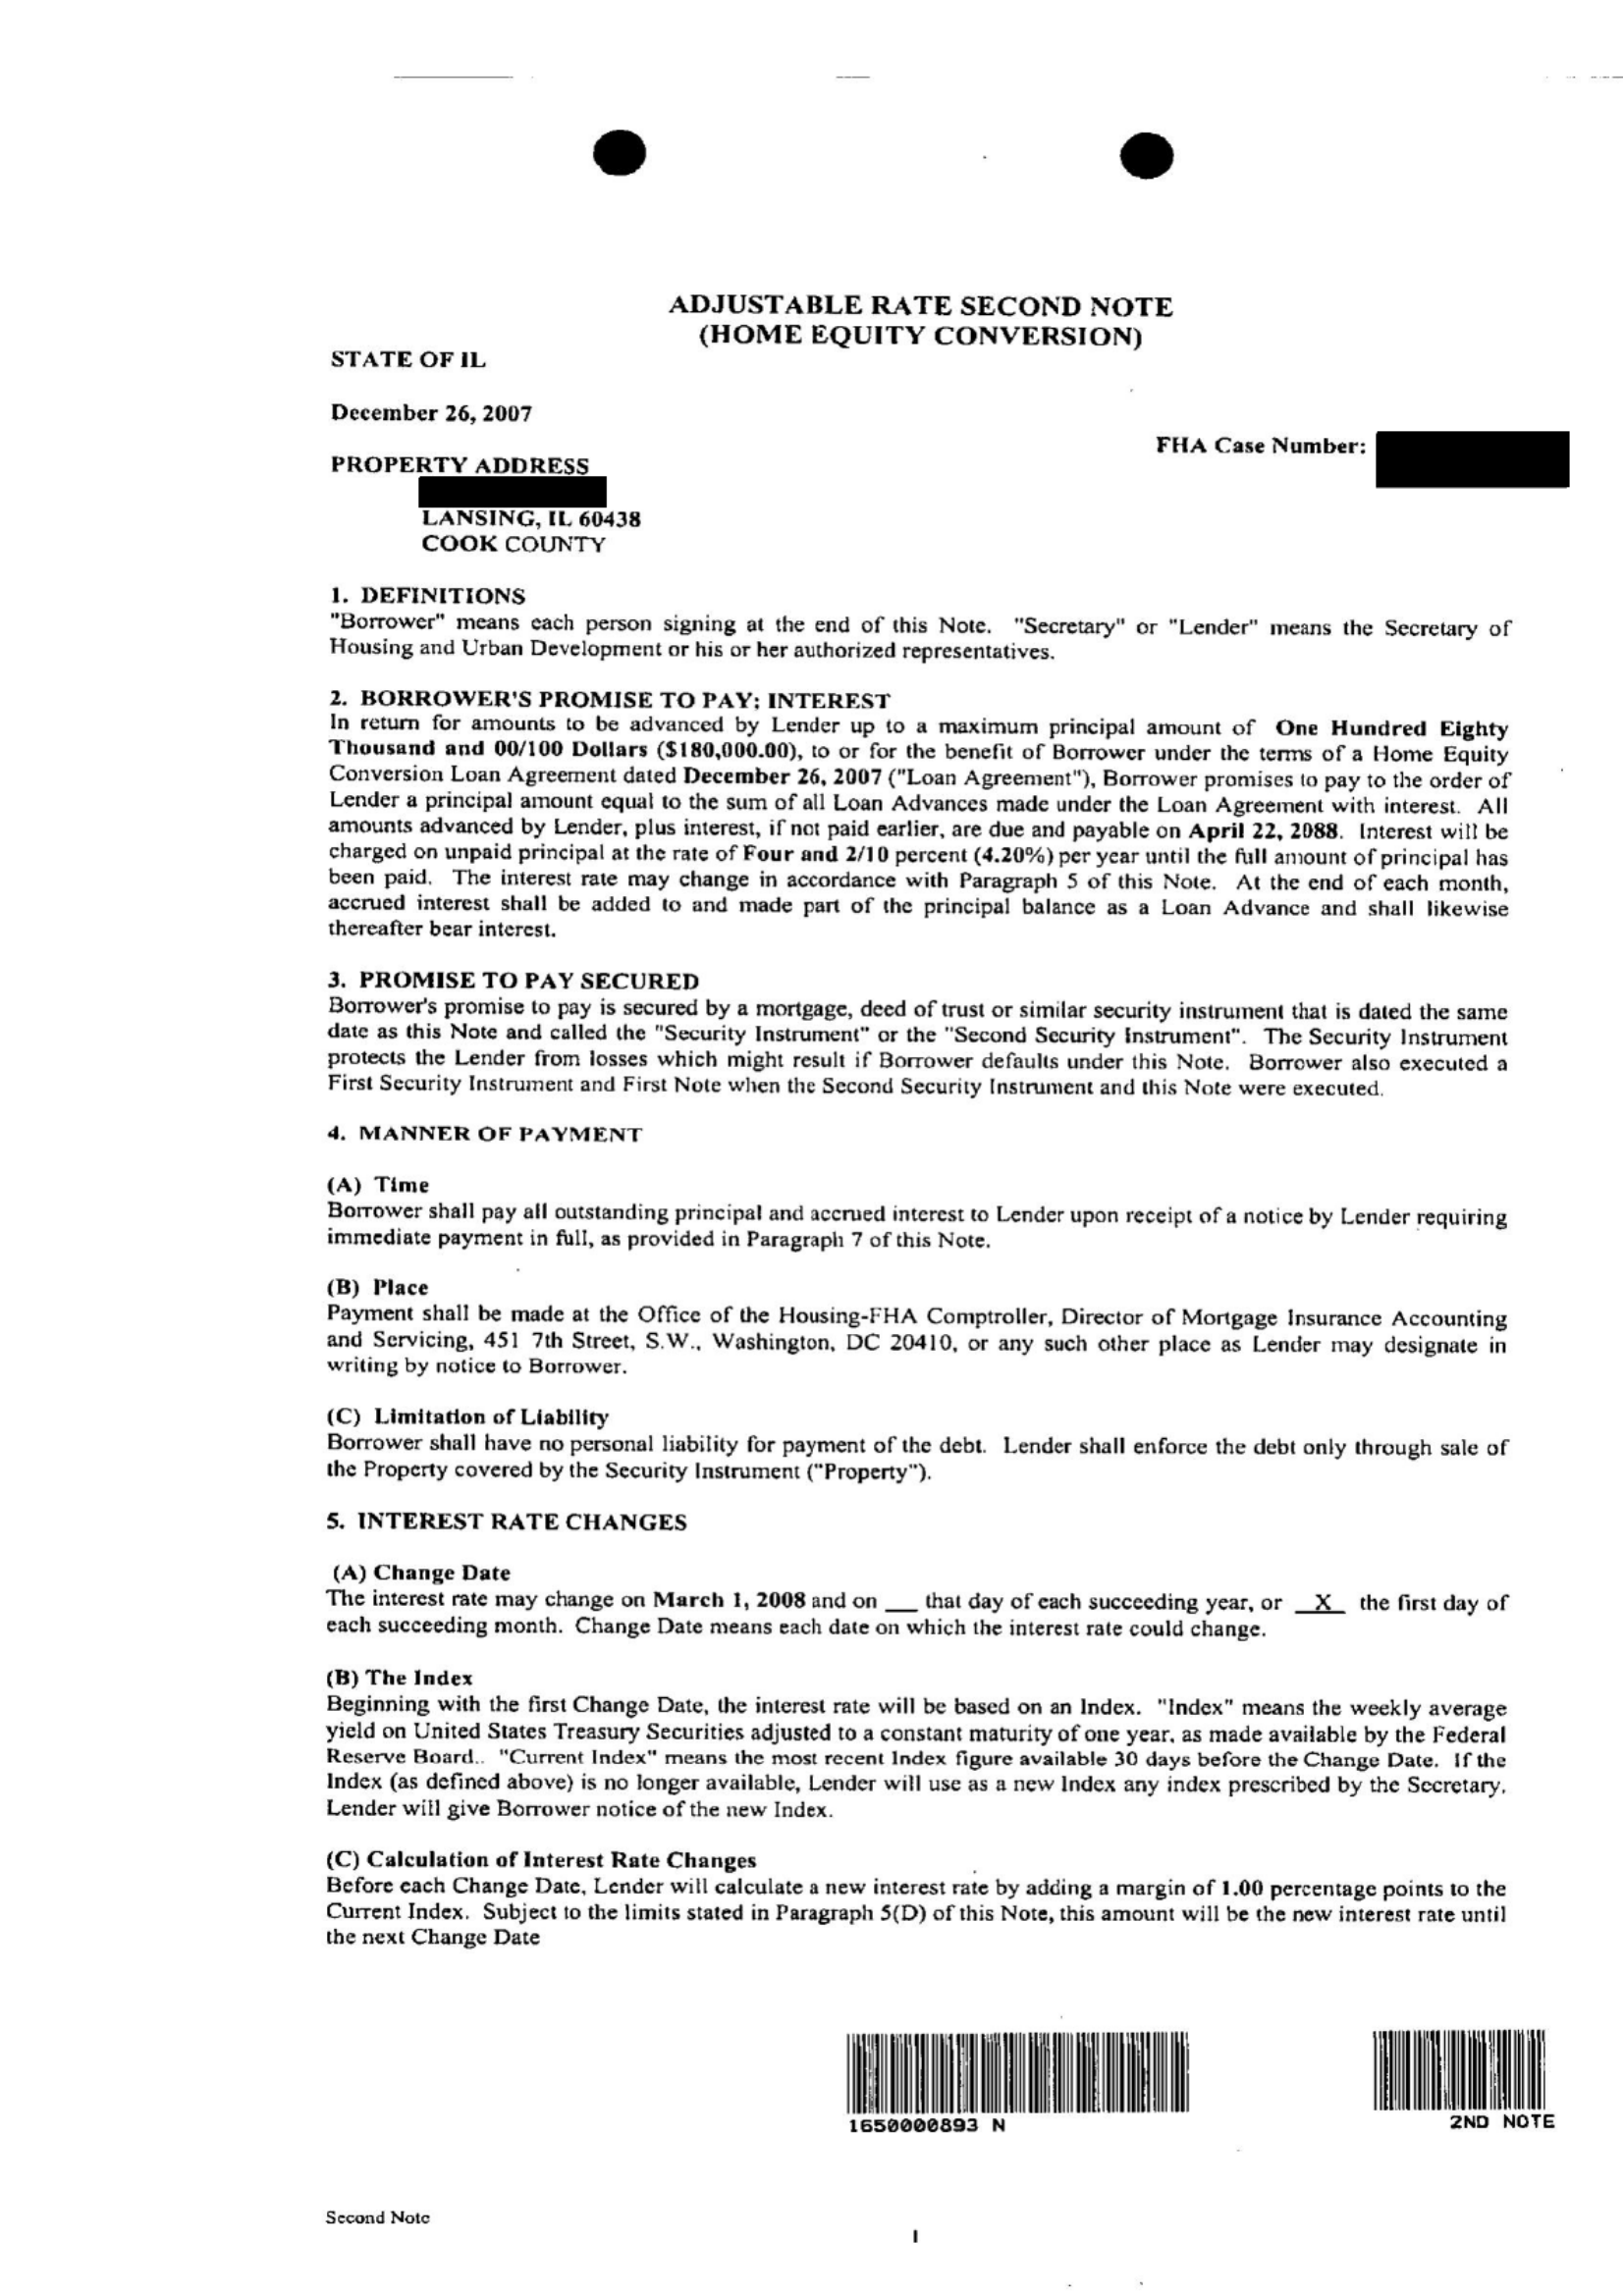 ADJUSTABLE RATE SECOND NOTE
(HOME EQUITY CONVERSION)
STATE OF IL
December 26, 2007
FHA Case Number:
PROPERTY ADDRESS
LANSING, IL 60438
COOK COUNTY
1. DEFINITIONS
"Borrower" means each person signing at the end of this Note. "Secretary" or "Lender" means the Secretary of
Housing and Urban Development or his or her authorized representatives.
2. BORROWER'S PROMISE TO PAY; INTEREST
In return for amounts to be advanced by Lender up to a maximum principal amount of One Hundred Eighty
Thousand and 00/100 Dollars ($180,000.00), to or for the benefit of Borrower under the terms of a Home Equity
Conversion Loan Agreement dated December 26, 2007 ("Loan Agreement"), Borrower promises to pay to the order of
Lender a principal amount equal to the sum of all Loan Advances made under the Loan Agreement with interest. All
amounts advanced by Lender, plus interest, if not paid earlier, are due and payable on April 22, 2088. Interest will be
charged on unpaid principal at the rate of Four and 2/10 percent (4.20%) per year until the full amount of principal has
been paid. The interest rate may change in accordance with Paragraph 5 of this Note. At the end of each month,
accrued interest shall be added to and made part of the principal balance as a Loan Advance and shall likewise
thereafter bear interest.
3. PROMISE TO PAY SECURED
Borrower's promise to pay is secured by a mortgage, deed of trust or similar security instrument that is dated the same
date as this Note and called the "Security Instrument" or the "Second Security Instrument". The Security Instrument
protects the Lender from losses which might result if Borrower defaults under this Note. Borrower also executed a
First Security Instrument and First Note when the Second Security Instrument and this Note were executed.
4. MANNER OF PAYMENT
(A) Time
Borrower shall pay all outstanding principal and accrued interest to Lender upon receipt of a notice by Lender requiring
immediate payment in full, as provided in Paragraph 7 of this Note.
(B) Place
Payment shall be made at the Office of the Housing-FHA Comptroller, Director of Mortgage Insurance Accounting
and Servicing, 451 7th Street, S.W., Washington, DC 20410, or any such other place as Lender may designate in
writing by notice to Borrower.
(C) Limitation of Liability
Borrower shall have no personal liability for payment of the debt. Lender shall enforce the debt only through sale of
the Property covered by the Security Instrument ("Property").
5. INTEREST RATE CHANGES
(A) Change Date
The interest rate may change on March 1, 2008 and on __ that day of each succeeding year, or _X_ the first day of
each succeeding month. Change Date means each date on which the interest rate could change.
(B) The Index
Beginning with the first Change Date, the interest rate will be based on an Index. "Index" means the weekly average
yield on United States Treasury Securities adjusted to a constant maturity of one year, as made available by the Federal
Reserve Board.. "Current Index" means the most recent Index figure available 30 days before the Change Date. If the
Index (as defined above) is no longer available, Lender will use as a new Index any index prescribed by the Secretary.
Lender will give Borrower notice of the new Index.
(C) Calculation of Interest Rate Changes
Before each Change Date, Lender will calculate a new interest rate by adding a margin of 1.00 percentage points to the
Current Index. Subject to the limits stated in Paragraph 5(D) of this Note, this amount will be the new interest rate until
the next Change Date
1650000893 N
2ND NOTE
Second Note
1